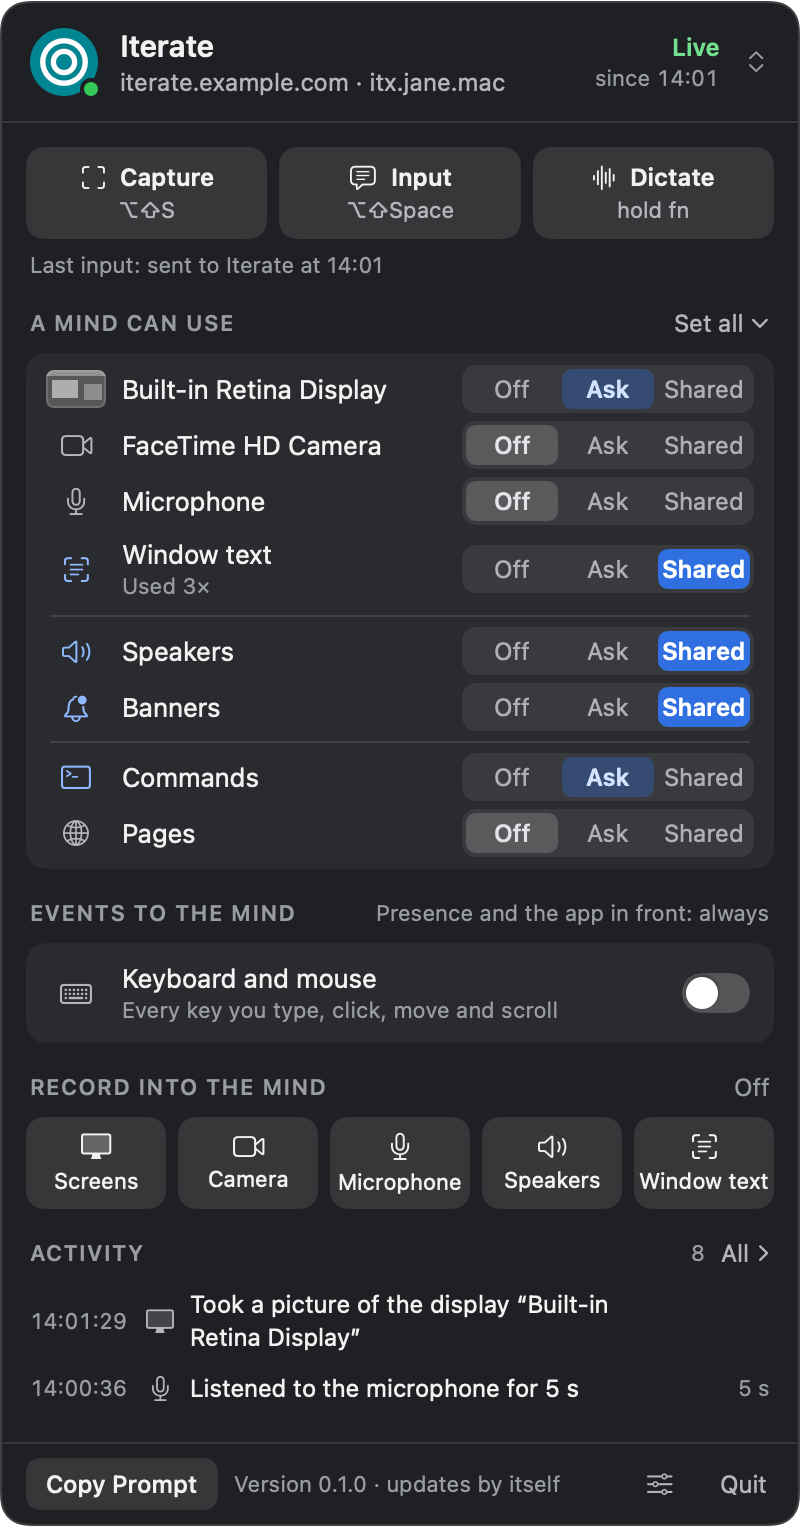 Iterate
iterate.example.com · itx.jane.mac
Live
since 14:01
Capture
⌥⇧S
Input
⌥⇧Space
Dictate
hold fn
Last input: sent to Iterate at 14:01
A MIND CAN USE
Set all
Built-in Retina Display
Off Ask Shared
FaceTime HD Camera
Off Ask Shared
Microphone
Off Ask Shared
Window text
Used 3×
Off Ask Shared
Speakers
Off Ask Shared
Banners
Off Ask Shared
Commands
Off Ask Shared
Pages
Off Ask Shared
EVENTS TO THE MIND
Presence and the app in front: always
Keyboard and mouse
Every key you type, click, move and scroll
RECORD INTO THE MIND
Off
Screens
Camera
Microphone
Speakers
Window text
ACTIVITY
8 All
14:01:29
Took a picture of the display “Built-in
Retina Display”
14:00:36 Listened to the microphone for 5 s 5 s
Copy Prompt
Version 0.1.0 · updates by itself
Quit